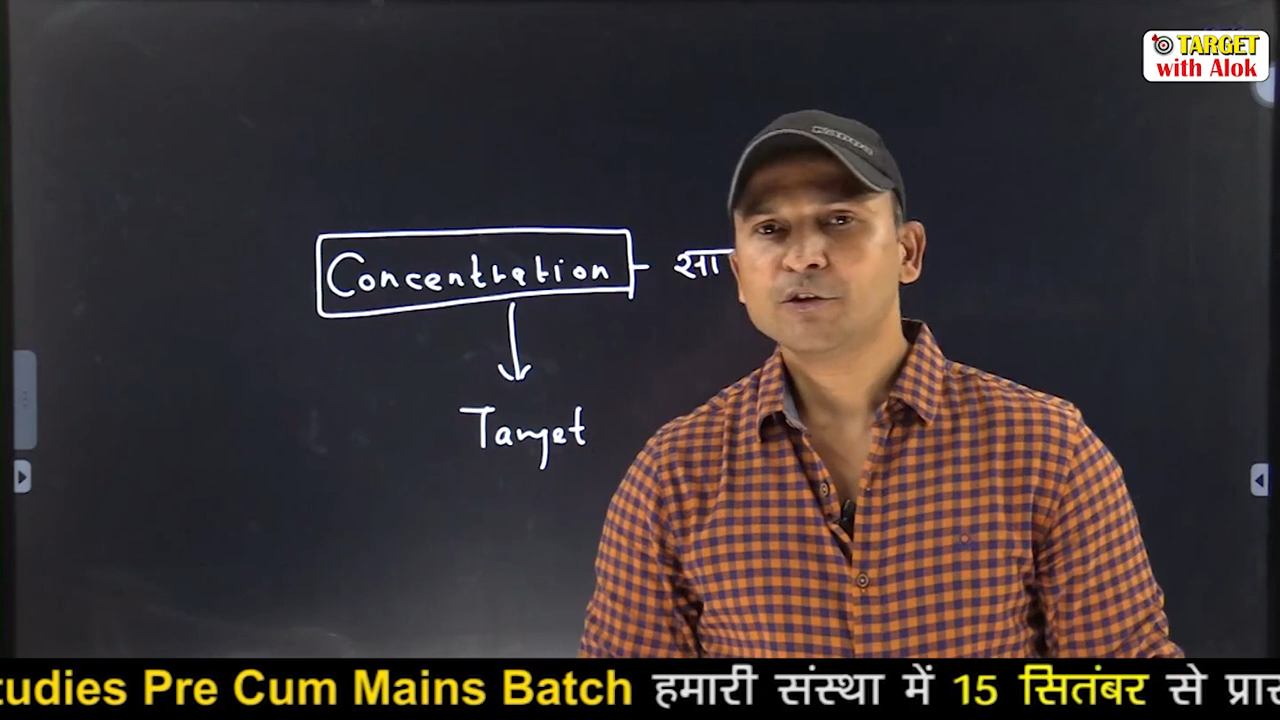 TARGET
with Alok
Concentration - सा
Target
tudies Pre Cum Mains Batch हमारी संस्था में 15 सितंबर से प्रा